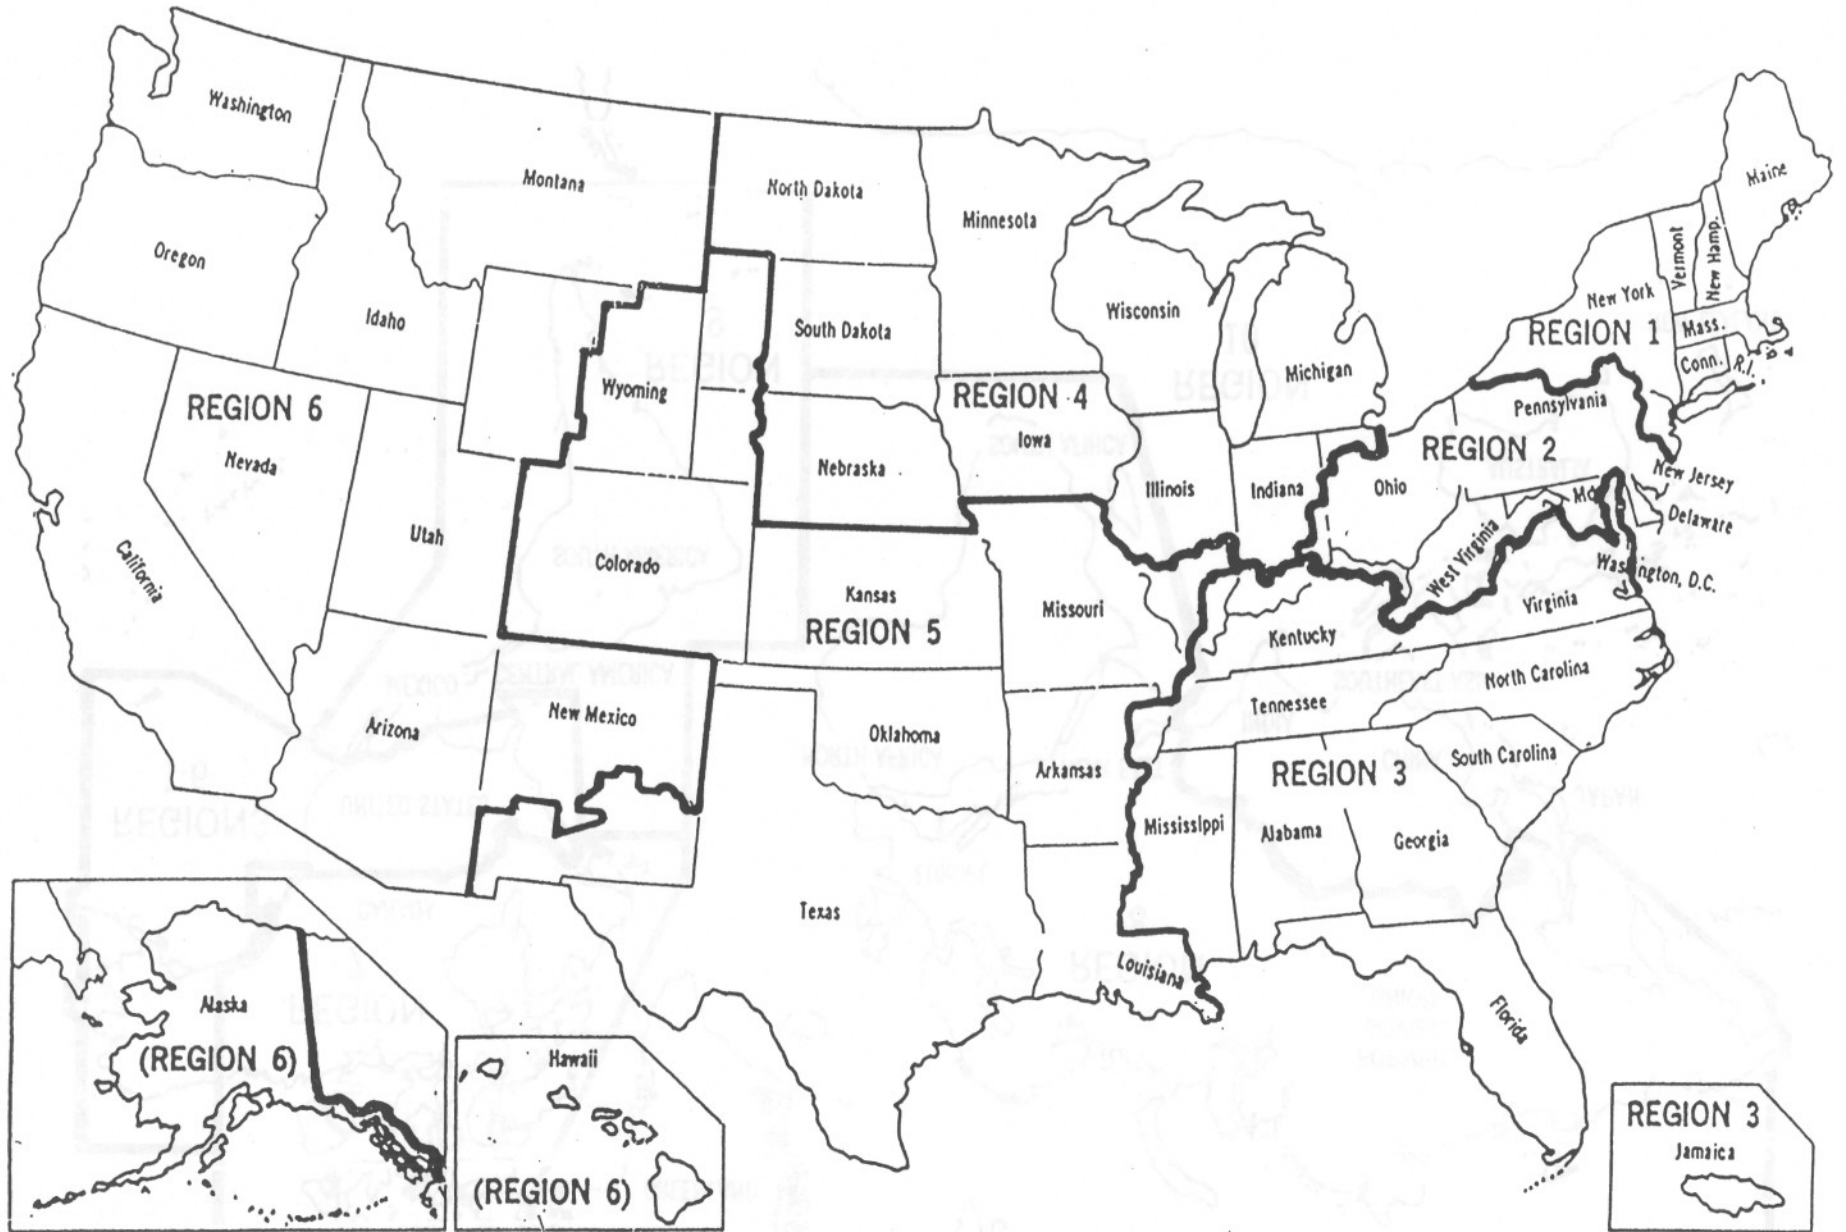 Washington
Montana
North Dakota
Minnesota
Maine
Oregon
Idaho
South Dakota
Wisconsin
Michigan
New York
Vermont
New Hamp.
REGION 1
Mass.
Conn.
R.I.
REGION 6
Nevada
Wyoming
REGION 4
Iowa
Nebraska
Illinois
Indiana
Ohio
REGION 2
Pennsylvania
New Jersey
Md
Delaware
Washington, D.C.
West Virginia
Virginia
California
Utah
Colorado
Kansas
REGION 5
Missouri
Kentucky
North Carolina
Tennessee
South Carolina
Arizona
New Mexico
Oklahoma
Arkansas
REGION 3
Mississippi
Alabama
Georgia
Texas
Louisiana
Florida
Alaska
(REGION 6)
Hawaii
(REGION 6)
REGION 3
Jamaica